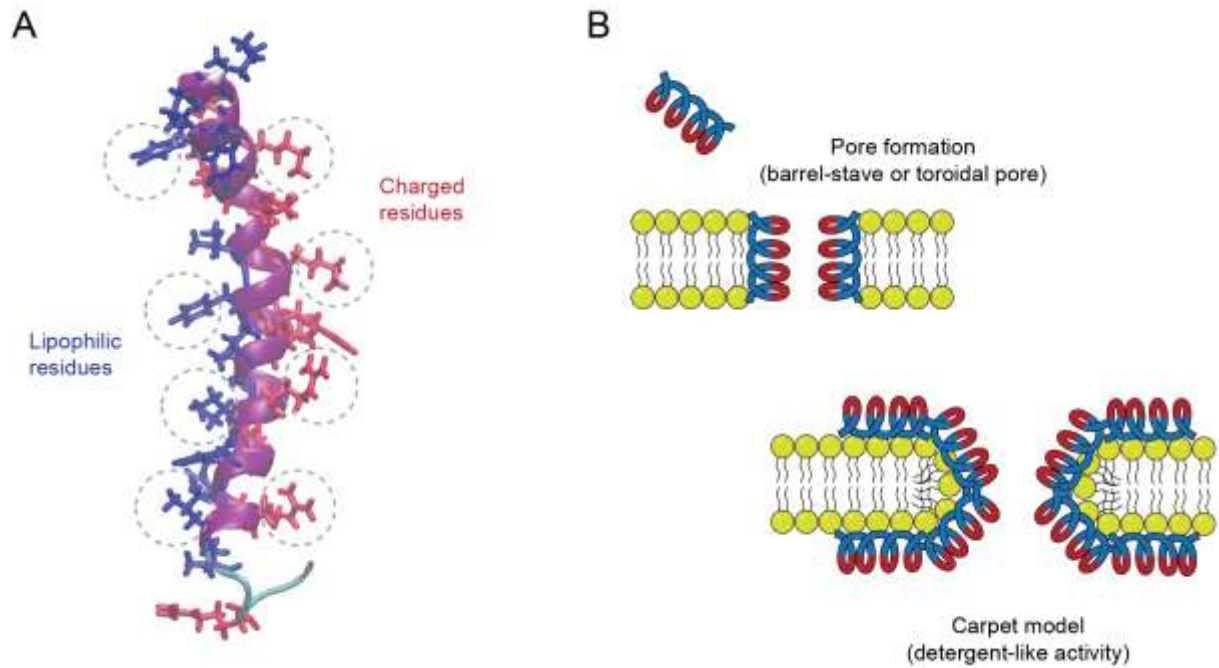 A
Charged
residues
Lipophilic
residues
B
Pore formation
(barrel-stave or toroidal pore)
Carpet model
(detergent-like activity)